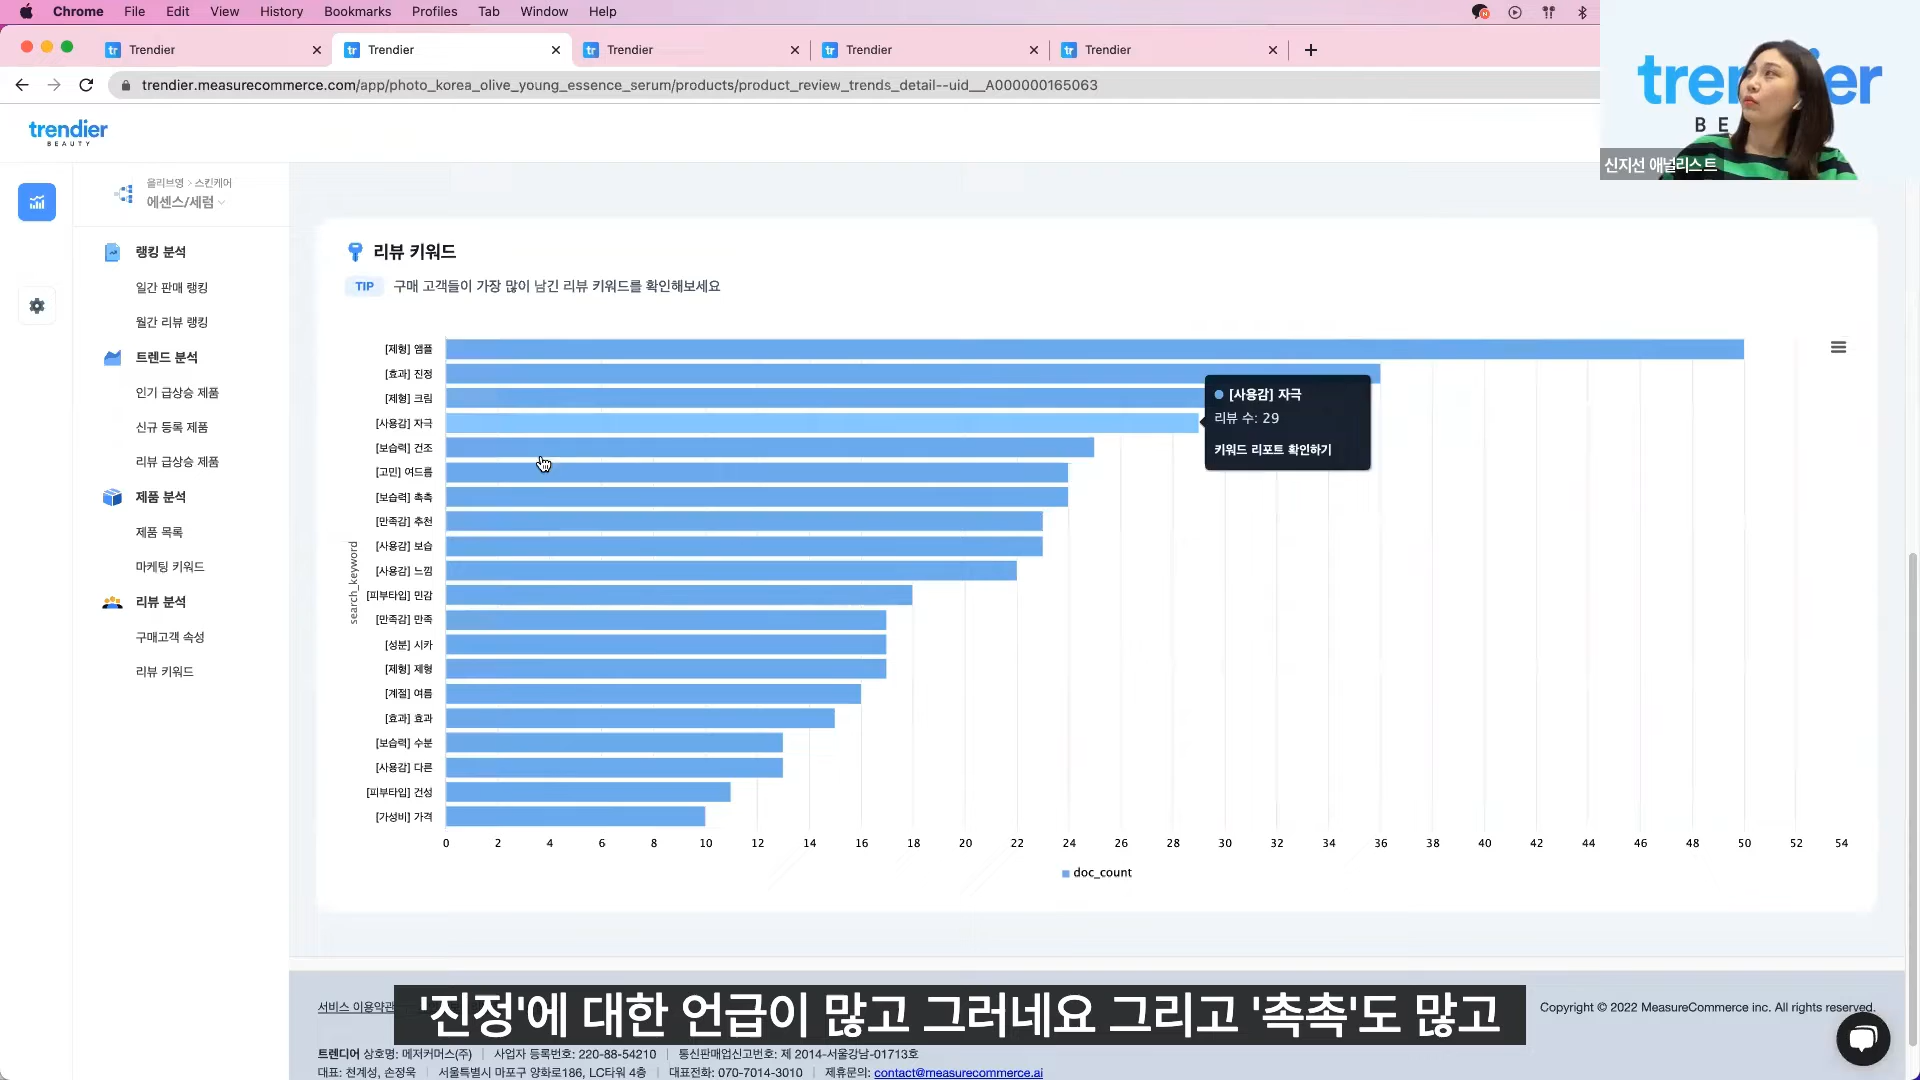 Chrome File Edit View History Bookmarks Profiles Tab Window Help
Trendier Trendier Trendier Trendier Trendier
trendier.measurecommerce.com/app/photo_korea_olive_young_essence_serum/products/product_review_trends_detail--uid__A000000165063
trendier
BEAUTY
신지선 애널리스트
올리브영 > 스킨케어
에센스/세럼
랭킹 분석
일간 판매 랭킹
월간 리뷰 랭킹
트렌드 분석
인기 급상승 제품
신규 등록 제품
리뷰 급상승 제품
제품 분석
제품 목록
마케팅 키워드
리뷰 분석
구매고객 속성
리뷰 키워드
리뷰 키워드
TIP 구매 고객들이 가장 많이 남긴 리뷰 키워드를 확인해보세요
search_keyword
[제형] 앰플
[효과] 진정
[제형] 크림
[사용감] 자극
[보습력] 건조
[고민] 여드름
[보습력] 촉촉
[만족감] 추천
[사용감] 보습
[사용감] 느낌
[피부타입] 민감
[만족감] 만족
[성분] 시카
[제형] 제형
[계절] 여름
[효과] 효과
[보습력] 수분
[사용감] 다른
[피부타입] 건성
[가성비] 가격
[사용감] 자극
리뷰 수: 29
키워드 리포트 확인하기
0 2 4 6 8 10 12 14 16 18 20 22 24 26 28 30 32 34 36 38 40 42 44 46 48 50 52 54
doc_count
서비스 이용약관
'진정'에 대한 언급이 많고 그러네요 그리고 '촉촉'도 많고
Copyright © 2022 MeasureCommerce inc. All rights reserved.
트렌디어 상호명: 메저커머스(주) | 사업자 등록번호: 220-88-54210 | 통신판매업신고번호: 제 2014-서울강남-01713호
대표: 천계성, 손정욱 | 서울특별시 마포구 양화로186, LC타워 4층 | 대표전화: 070-7014-3010 | 제휴문의: contact@measurecommerce.ai